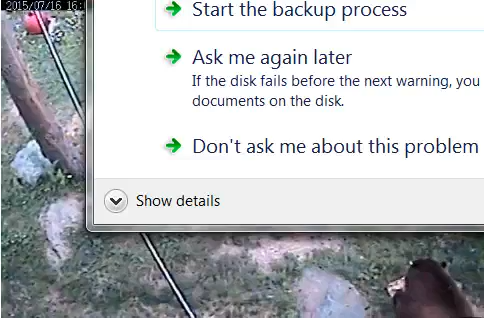 2015/07/16 16:
Start the backup process
Ask me again later
If the disk fails before the next warning, you
documents on the disk.
Don't ask me about this problem
Show details